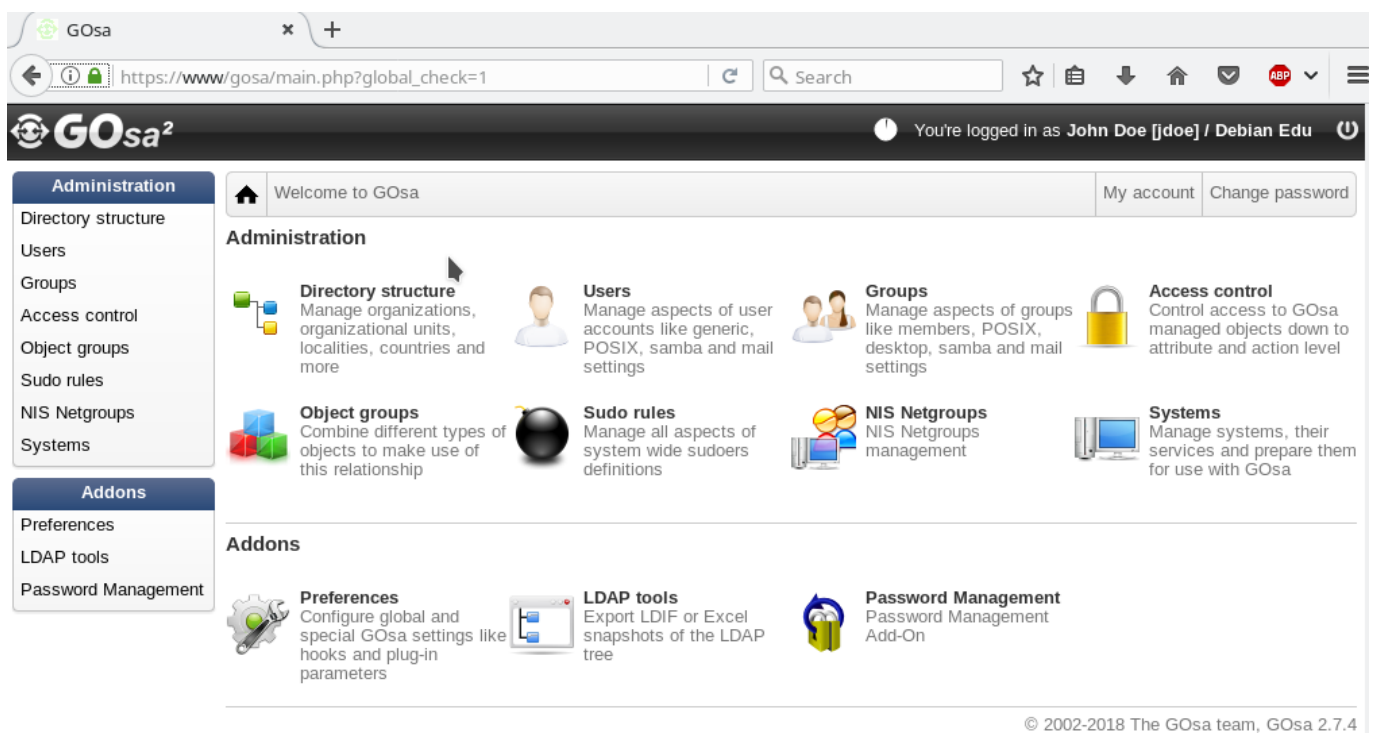 GOsa
https://www/gosa/main.php?global_check=1
Search
ABP
GOsa²
You're logged in as John Doe [jdoe] / Debian Edu
Administration
Directory structure
Users
Groups
Access control
Object groups
Sudo rules
NIS Netgroups
Systems
Addons
Preferences
LDAP tools
Password Management
Welcome to GOsa
My account
Change password
Administration
Directory structure
Manage organizations,
organizational units,
localities, countries and
more
Users
Manage aspects of user
accounts like generic,
POSIX, samba and mail
settings
Groups
Manage aspects of groups
like members, POSIX,
desktop, samba and mail
settings
Access control
Control access to GOsa
managed objects down to
attribute and action level
Object groups
Combine different types of
objects to make use of
this relationship
Sudo rules
Manage all aspects of
system wide sudoers
definitions
NIS Netgroups
NIS Netgroups
management
Systems
Manage systems, their
services and prepare them
for use with GOsa
Addons
Preferences
Configure global and
special GOsa settings like
hooks and plug-in
parameters
LDAP tools
Export LDIF or Excel
snapshots of the LDAP
tree
Password Management
Password Management
Add-On
© 2002-2018 The GOsa team, GOsa 2.7.4